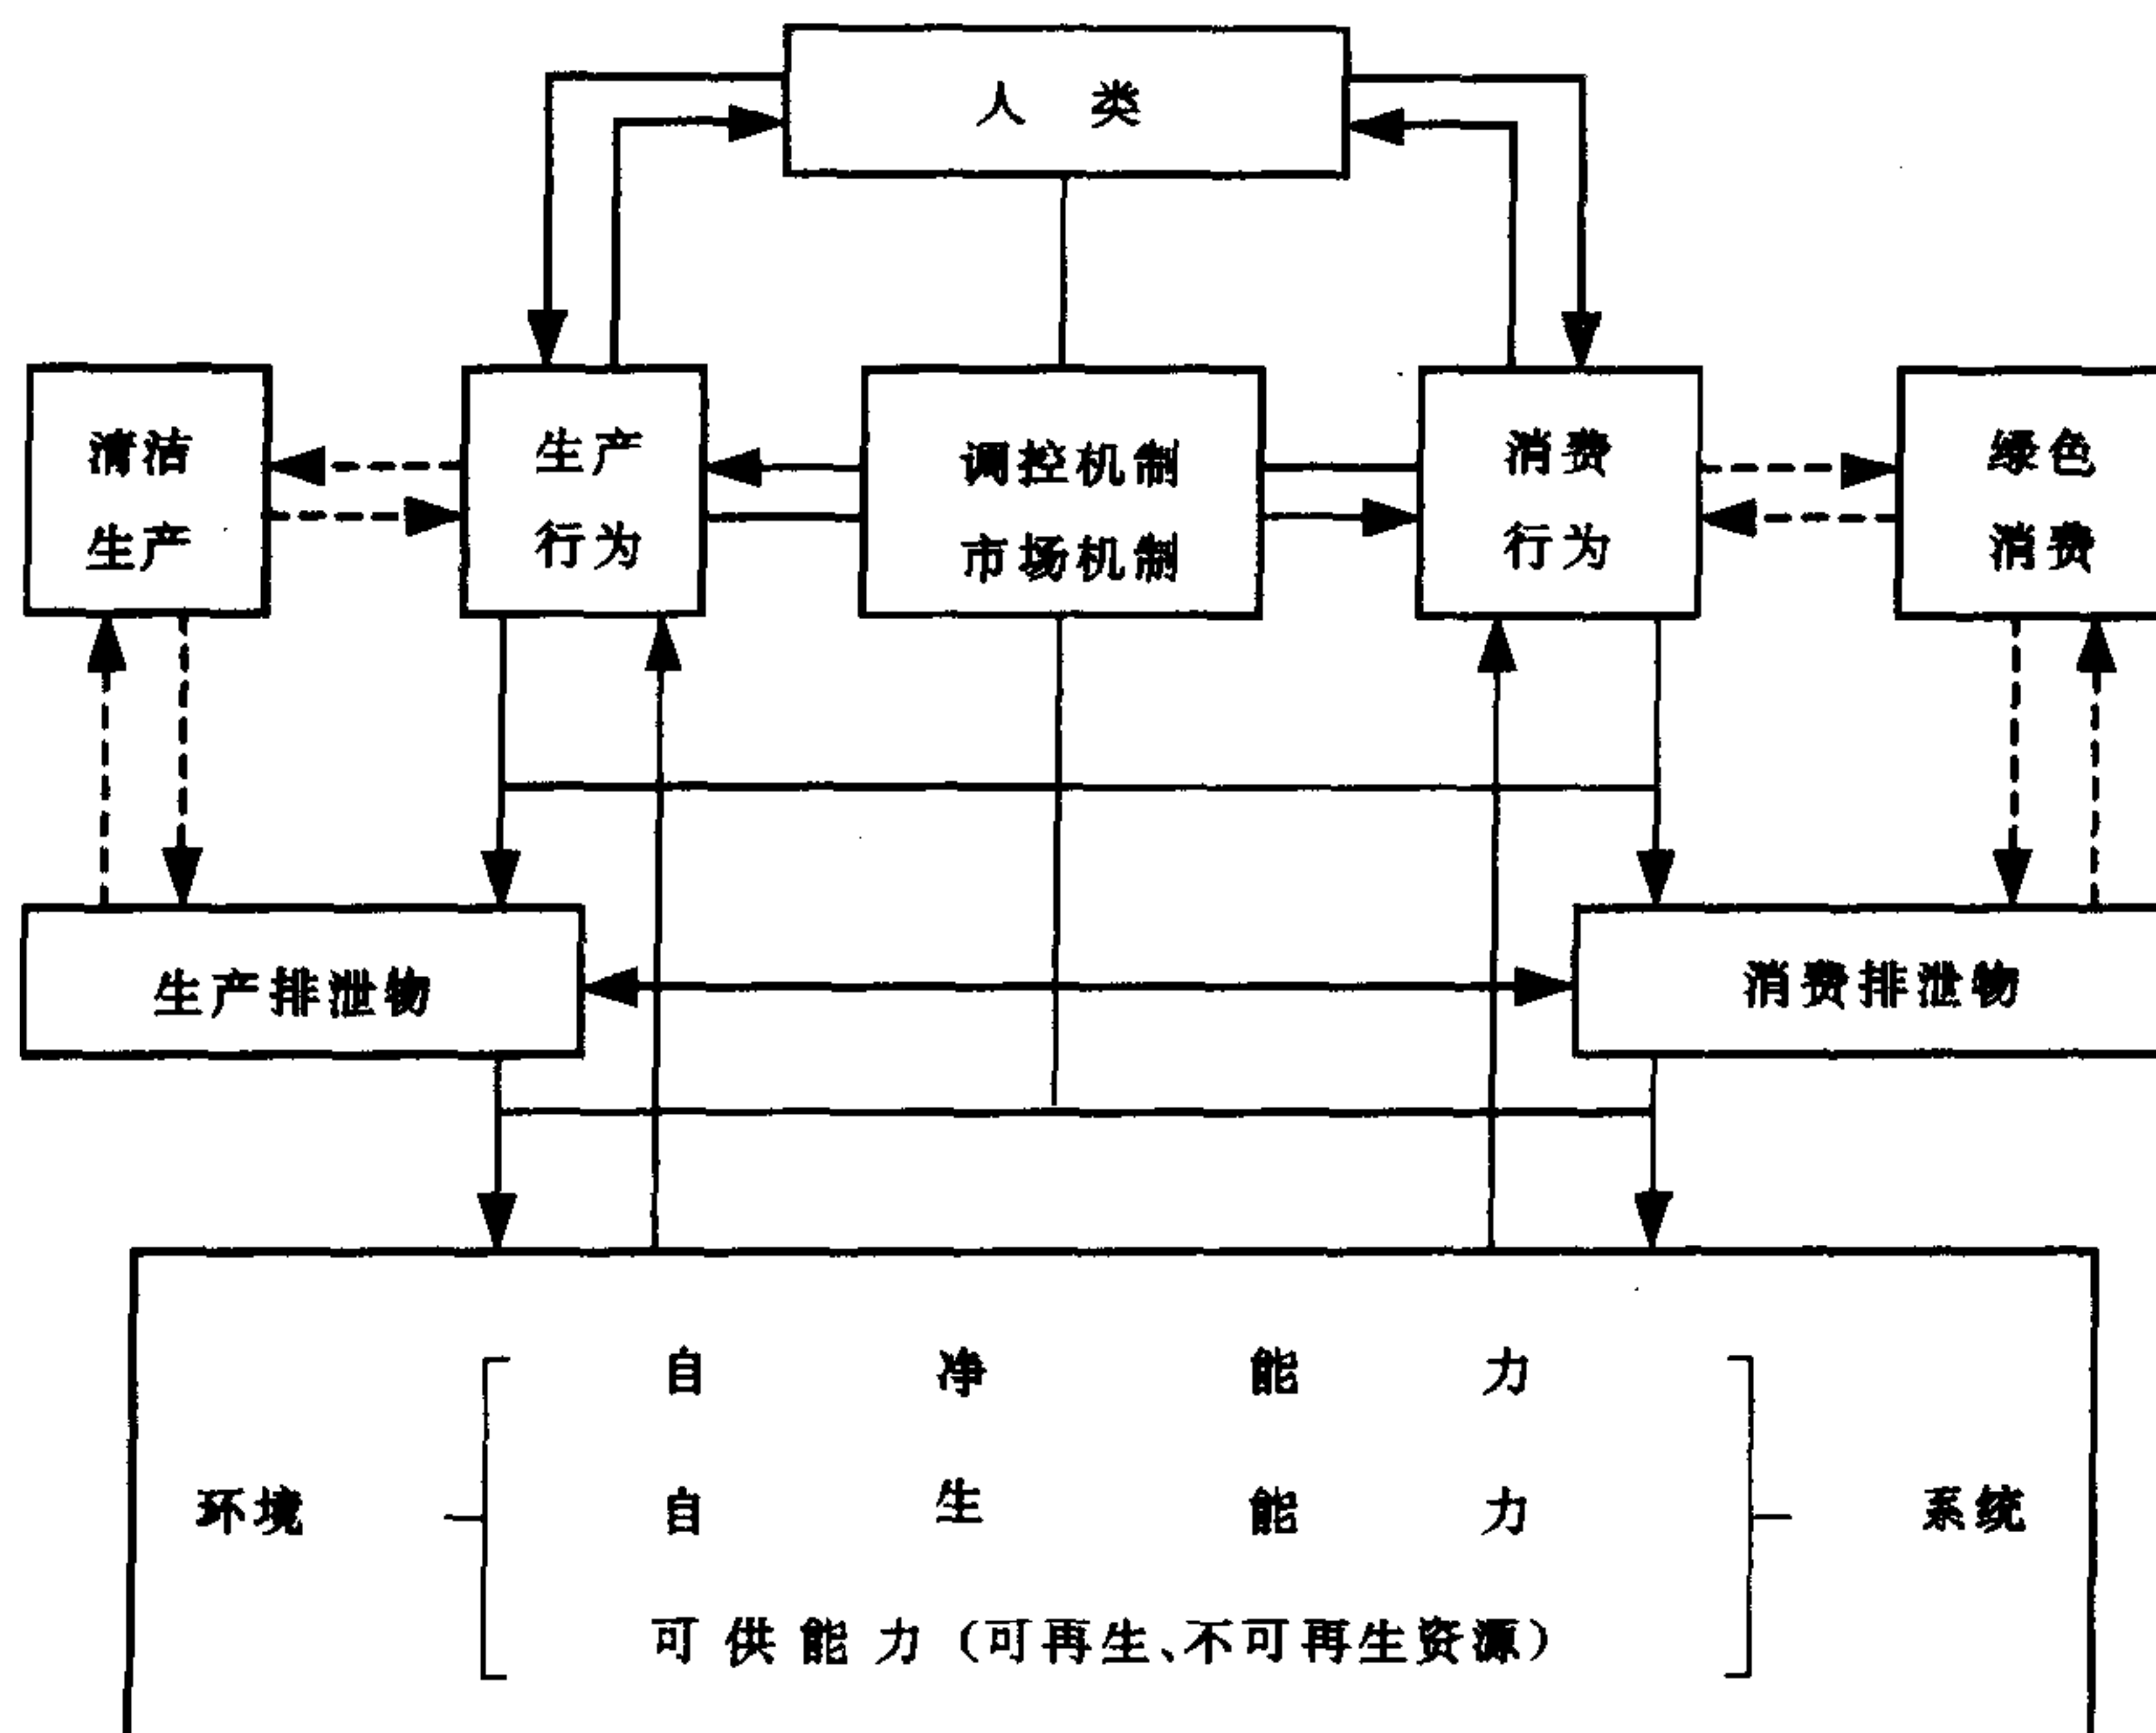 人类
清洁
生产
生产
行为
调控机制
市场机制
消费
行为
绿色
消费
生产排泄物
消费排泄物
自净能力
环境
自生能力
系统
可供能力(可再生、不可再生资源)